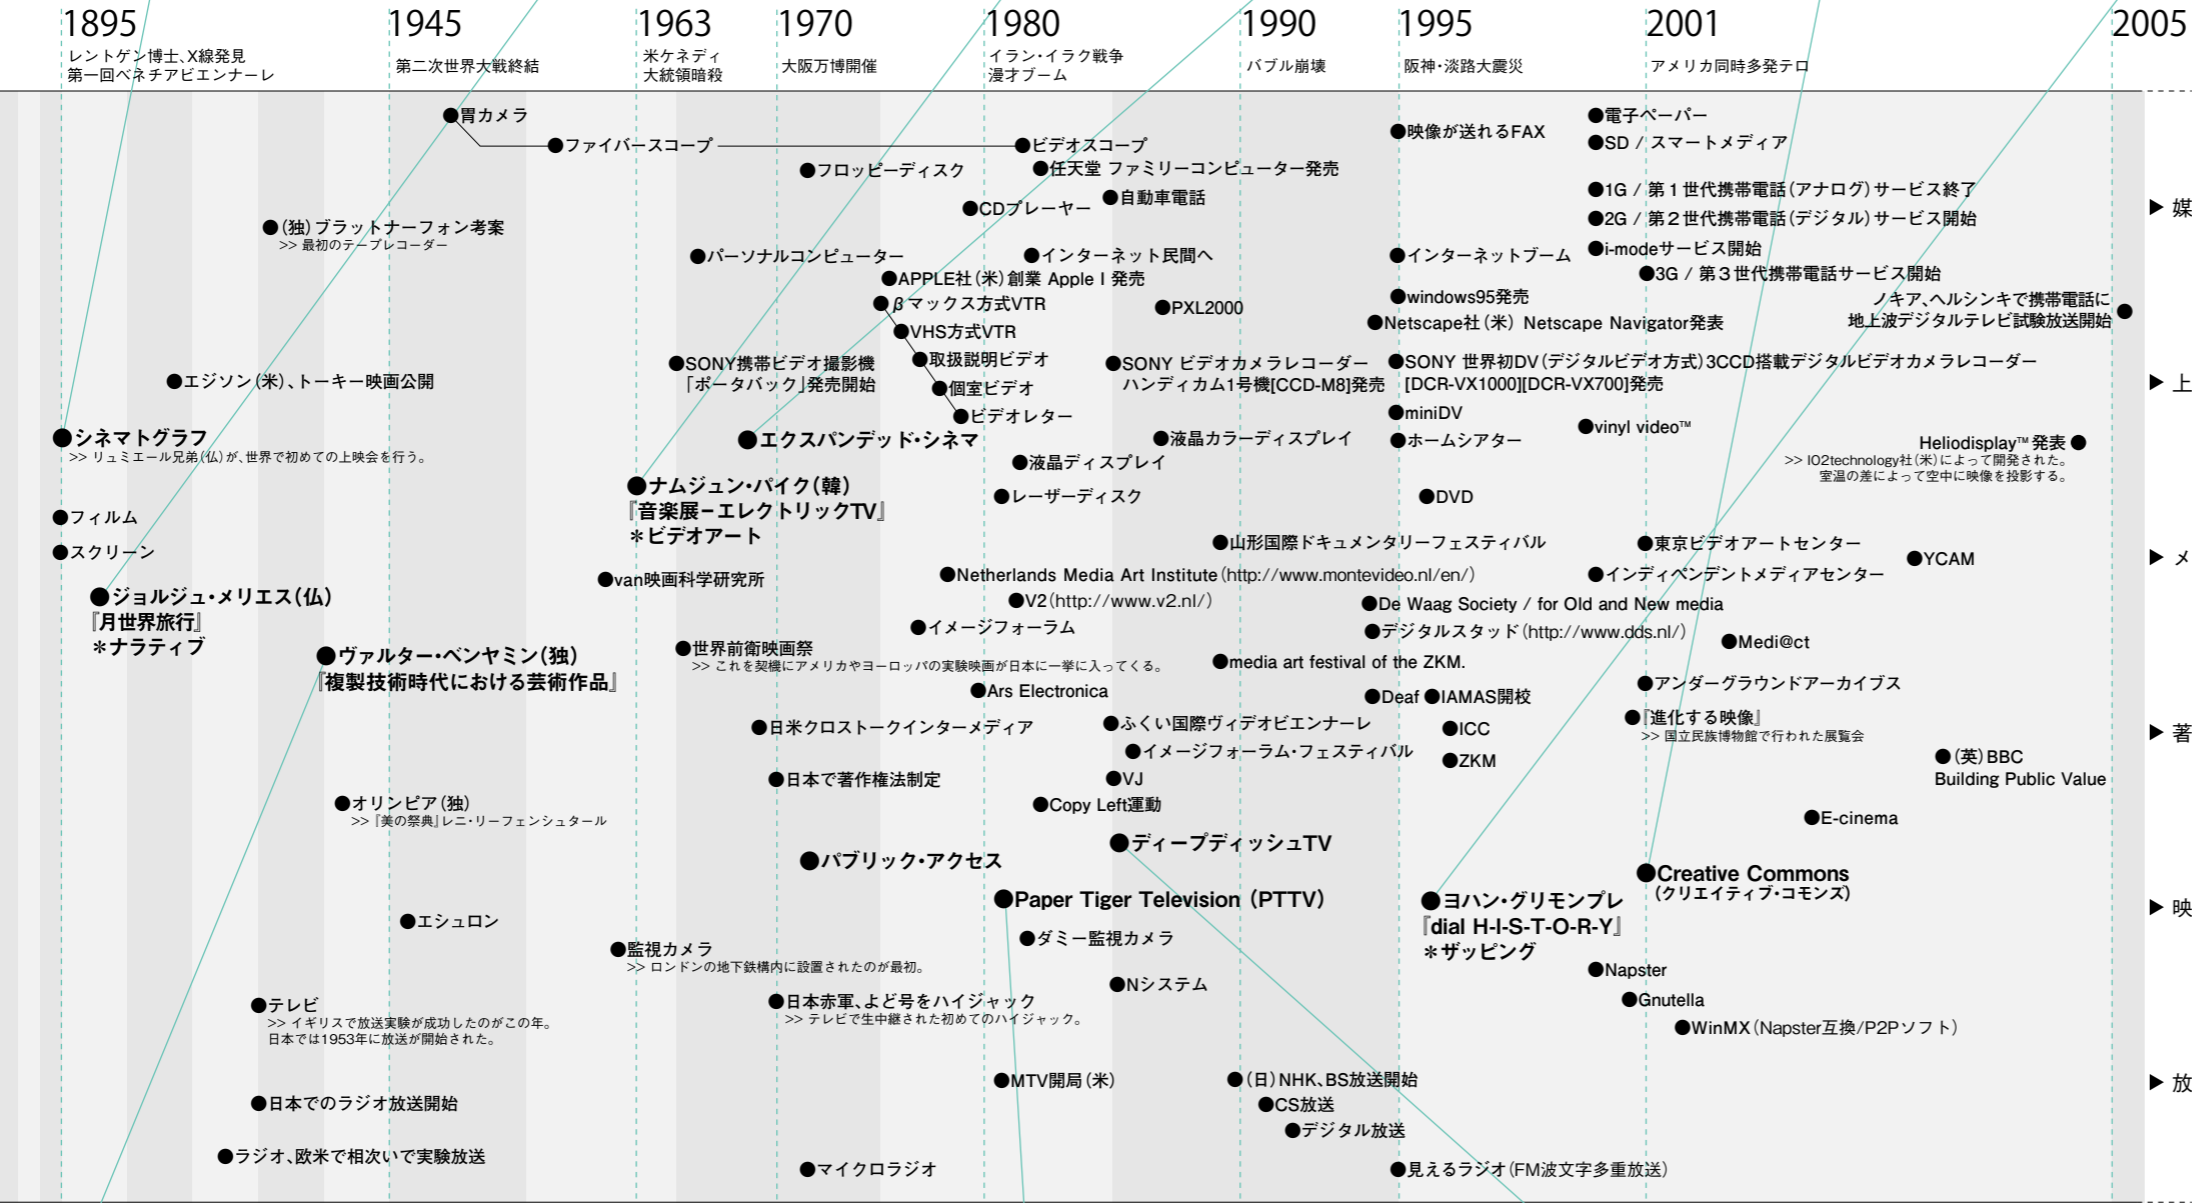 1895
レントゲン博士、X線発見
第一回ベネチアビエンナーレ
1945
第二次世界大戦終結
1963
米ケネディ
大統領暗殺
1970
大阪万博開催
1980
イラン・イラク戦争
漫才ブーム
1990
バブル崩壊
1995
阪神・淡路大震災
2001
アメリカ同時多発テロ
2005
●胃カメラ
●ファイバースコープ
●ビデオスコープ
●映像が送れるFAX
●電子ペーパー
●SD / スマートメディア
●フロッピーディスク
●任天堂 ファミリーコンピューター発売
●自動車電話
●CDプレーヤー
●1G / 第1世代携帯電話(アナログ)サービス終了
●2G / 第2世代携帯電話(デジタル)サービス開始
▶ 媒
●(独)ブラットナーフォン考案
>> 最初のテープレコーダー
●パーソナルコンピューター
●インターネット民間へ
●インターネットブーム
●i-modeサービス開始
●3G / 第3世代携帯電話サービス開始
●APPLE社(米)創業 Apple I 発売
●βマックス方式VTR
●PXL2000
●windows95発売
ノキア、ヘルシンキで携帯電話に
地上波デジタルテレビ試験放送開始●
●VHS方式VTR
●Netscape社(米) Netscape Navigator発表
●取扱説明ビデオ
●SONY携帯ビデオ撮影機
「ポータパック」発売開始
●SONY ビデオカメラレコーダー
ハンディカム1号機[CCD-M8]発売
●SONY 世界初DV(デジタルビデオ方式)3CCD搭載デジタルビデオカメラレコーダー
[DCR-VX1000][DCR-VX700]発売
▶ 上
●エジソン(米)、トーキー映画公開
●個室ビデオ
●ビデオレター
●miniDV
●vinyl video™
●シネマトグラフ
>> リュミエール兄弟(仏)が、世界で初めての上映会を行う。
●エクスパンデッド・シネマ
●液晶カラーディスプレイ
●ホームシアター
Heliodisplay™ 発表●
>> IO2technology社(米)によって開発された。
室温の差によって空中に映像を投影する。
●液晶ディスプレイ
●ナムジュン・パイク(韓)
『音楽展−エレクトリックTV』
*ビデオアート
●レーザーディスク
●DVD
●フィルム
●スクリーン
●山形国際ドキュメンタリーフェスティバル
●東京ビデオアートセンター
●YCAM
▶ メ
●van映画科学研究所
●Netherlands Media Art Institute(http://www.montevideo.nl/en/)
●インディペンデントメディアセンター
●ジョルジュ・メリエス(仏)
『月世界旅行』
*ナラティブ
●V2(http://www.v2.nl/)
●De Waag Society / for Old and New media
●イメージフォーラム
●デジタルスタッド(http://www.dds.nl/)
●Medi@ct
●ヴァルター・ベンヤミン(独)
『複製技術時代における芸術作品』
●世界前衛映画祭
>> これを契機にアメリカやヨーロッパの実験映画が日本に一挙に入ってくる。
●media art festival of the ZKM.
●Ars Electronica
●Deaf
●IAMAS開校
●アンダーグラウンドアーカイブス
●日米クロストークインターメディア
●ふくい国際ヴィデオビエンナーレ
●ICC
●『進化する映像』
>> 国立民族博物館で行われた展覧会
▶ 著
●イメージフォーラム・フェスティバル
●ZKM
●(英)BBC
Building Public Value
●日本で著作権法制定
●VJ
●オリンピア(独)
>>『美の祭典』レニ・リーフェンシュタール
●Copy Left運動
●E-cinema
●ディープディッシュTV
●パブリック・アクセス
●Creative Commons
(クリエイティブ・コモンズ)
●Paper Tiger Television (PTTV)
●ヨハン・グリモンプレ
『dial H-I-S-T-O-R-Y』
*ザッピング
▶ 映
●エシュロン
●監視カメラ
>> ロンドンの地下鉄構内に設置されたのが最初。
●ダミー監視カメラ
●Napster
●Nシステム
●Gnutella
●テレビ
>> イギリスで放送実験が成功したのがこの年。
日本では1953年に放送が開始された。
●日本赤軍、よど号をハイジャック
>> テレビで生中継された初めてのハイジャック。
●WinMX(Napster互換/P2Pソフト)
●MTV開局(米)
●(日)NHK、BS放送開始
▶ 放
●日本でのラジオ放送開始
●CS放送
●デジタル放送
●ラジオ、欧米で相次いで実験放送
●マイクロラジオ
●見えるラジオ(FM波文字多重放送)